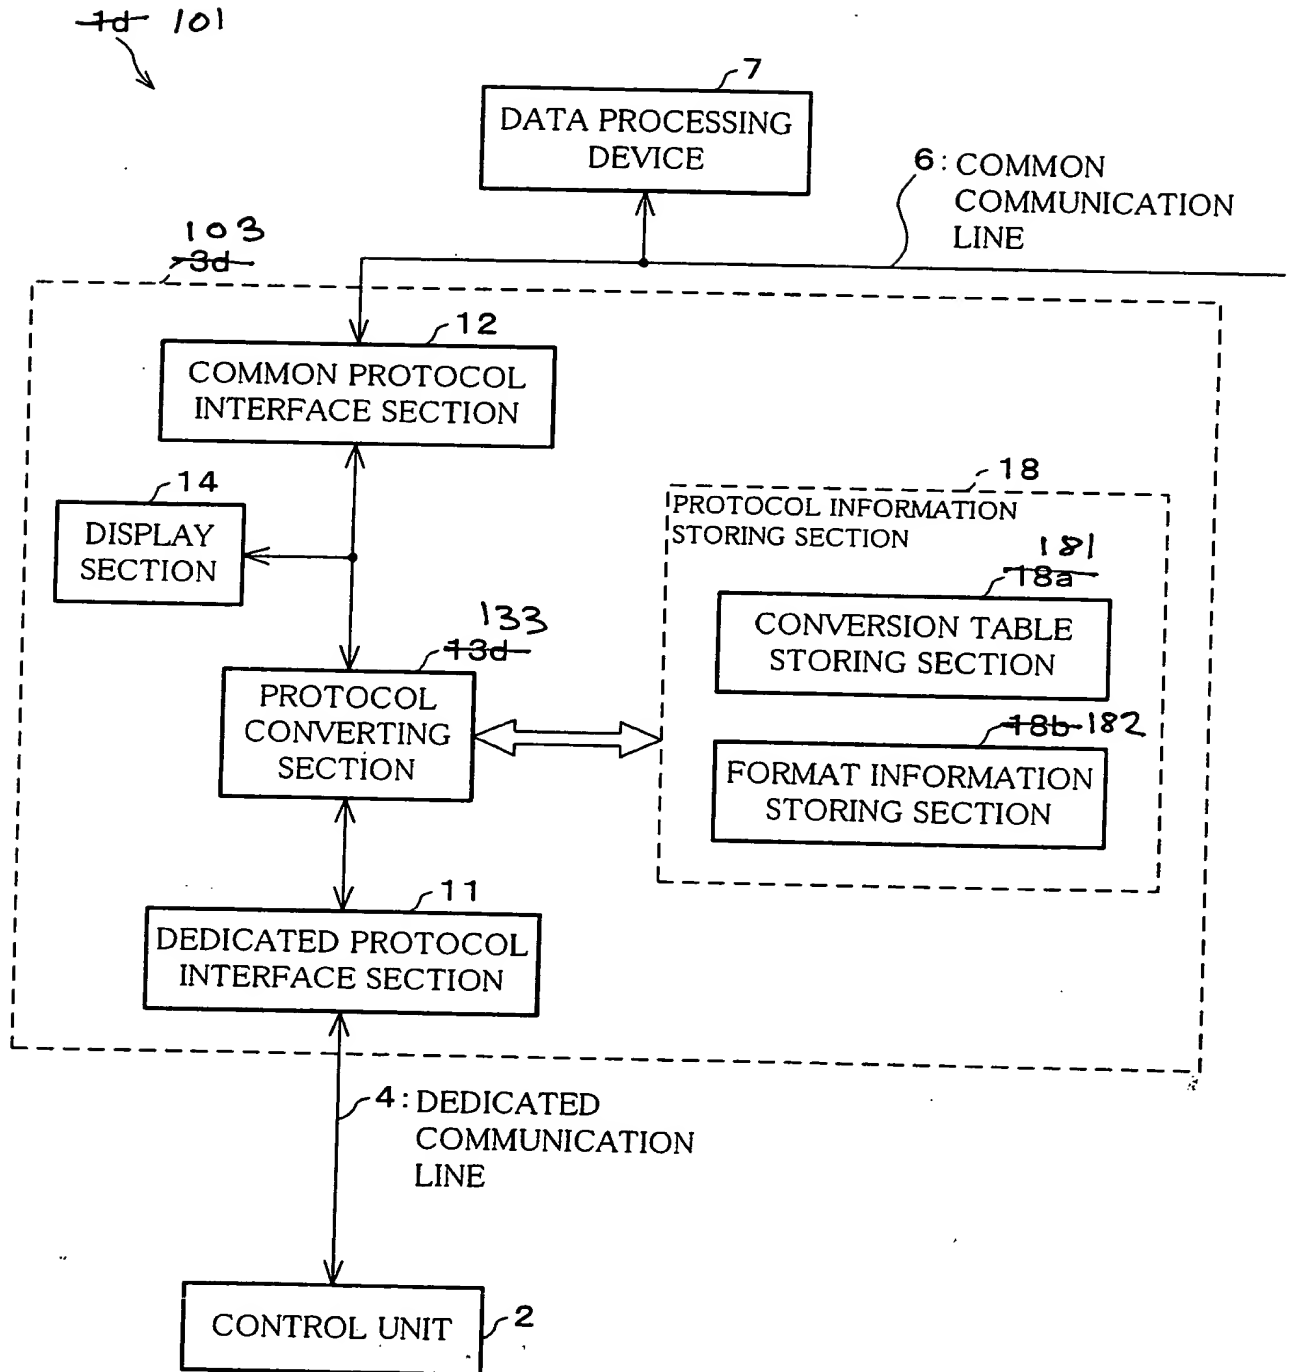 1d 101
7
DATA PROCESSING
DEVICE
6: COMMON
COMMUNICATION
LINE
103
3d
12
COMMON PROTOCOL
INTERFACE SECTION
14
DISPLAY
SECTION
18
PROTOCOL INFORMATION
STORING SECTION
181
18a
CONVERSION TABLE
STORING SECTION
133
13d
PROTOCOL
CONVERTING
SECTION
18b 182
FORMAT INFORMATION
STORING SECTION
11
DEDICATED PROTOCOL
INTERFACE SECTION
4: DEDICATED
COMMUNICATION
LINE
CONTROL UNIT
2